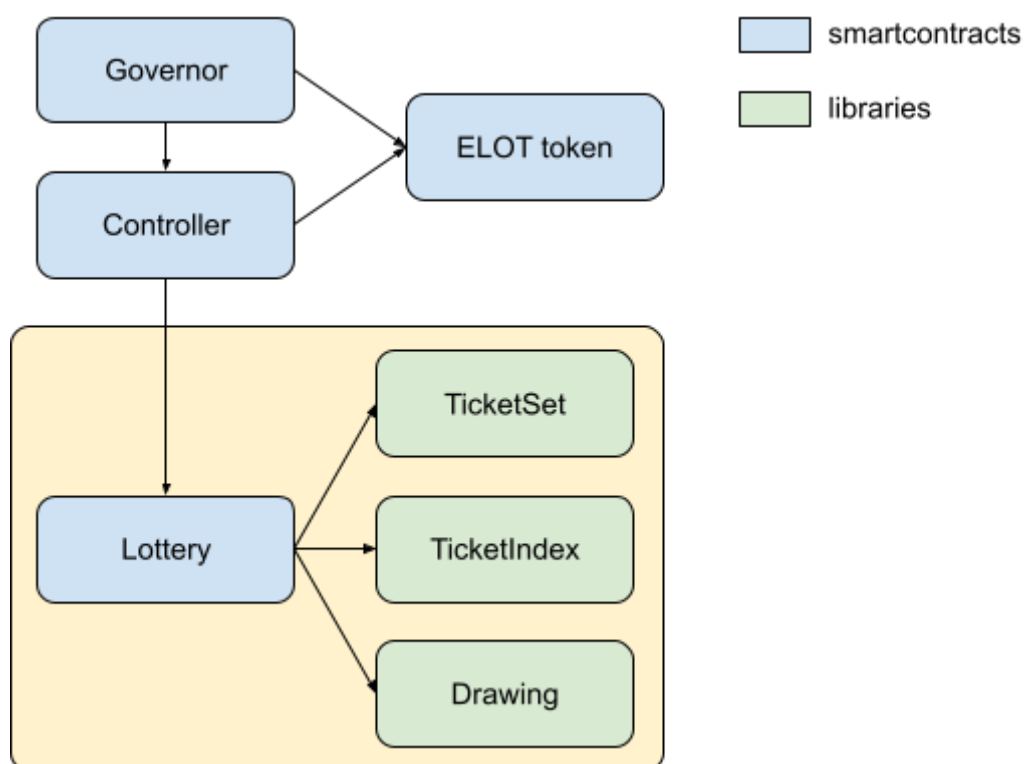 Governor
smartcontracts
libraries
ELOT token
Controller
TicketSet
Lottery
TicketIndex
Drawing